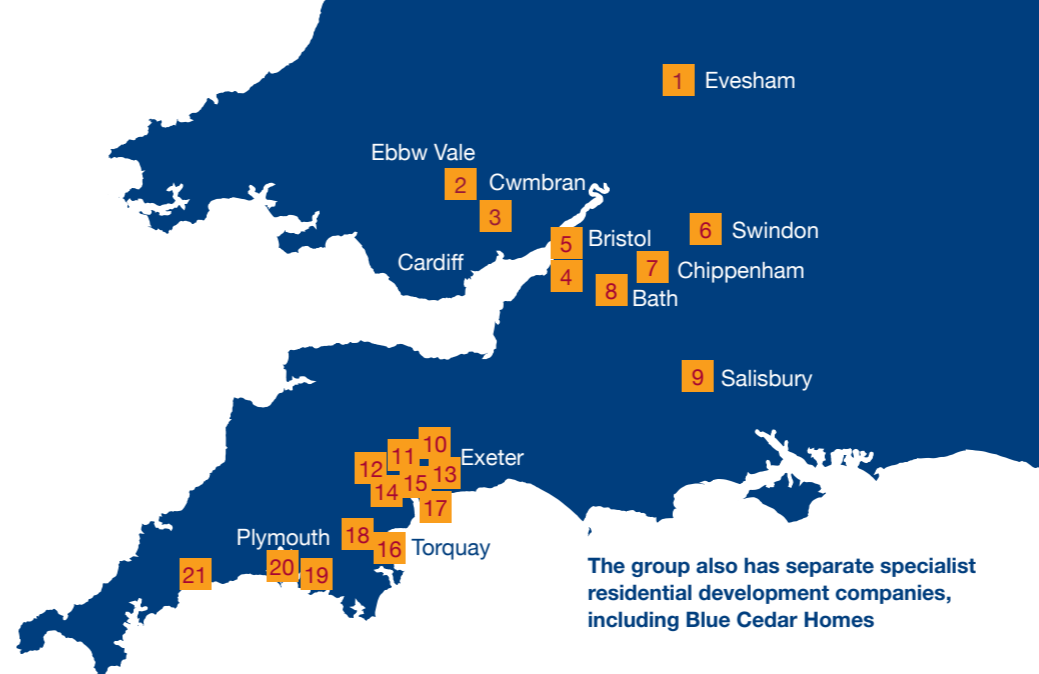 1 Evesham
Ebbw Vale
2 Cwmbran
3
6 Swindon
5 Bristol
Cardiff
7 Chippenham
4
8 Bath
9 Salisbury
10
11 Exeter
12
13
15
14
17
18
Plymouth
16 Torquay
20
19
21
The group also has separate specialist
residential development companies,
including Blue Cedar Homes